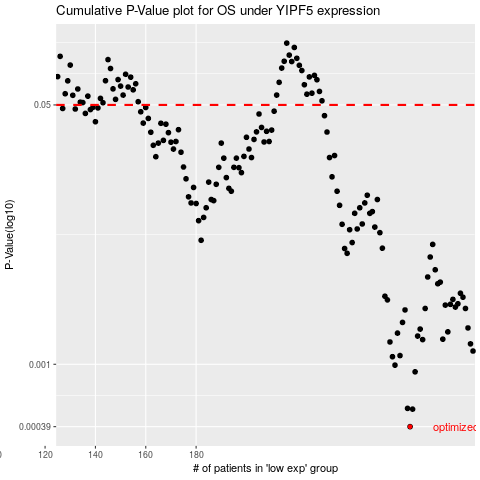 Cumulative P-Value plot for OS under YIPF5 expression
P-Value(log10)
0.05
0.001
0.00039
optimized
0
120
140
160
180
# of patients in 'low exp' group